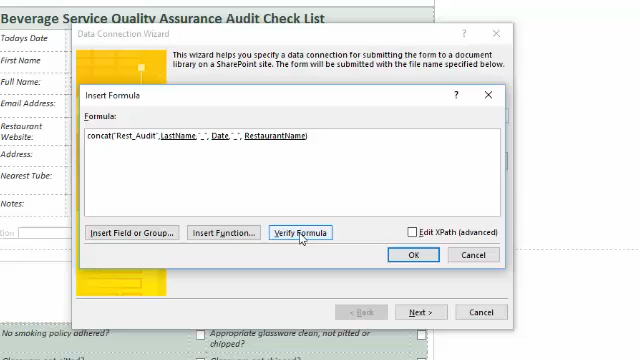 Beverage Service Quality Assurance Audit Check List
Data Connection Wizard
Todays Date
This wizard helps you specify a data connection for submitting the form to a document
library on a SharePoint site. The form will be submitted with the file name specified below.
First Name
Full Name:
Email Address:
Restaurant
Website:
Address:
Nearest Tube:
Notes:
Insert Formula
?
Formula:
concat("Rest_Audit",LastName,"_", Date,"_", RestaurantName)
Insert Field or Group...
Insert Function...
Verify Formula
Edit XPath (advanced)
OK
Cancel
< Back
Next >
Cancel
No smoking policy adhered?
Appropriate glassware clean, not pitted or
chipped?